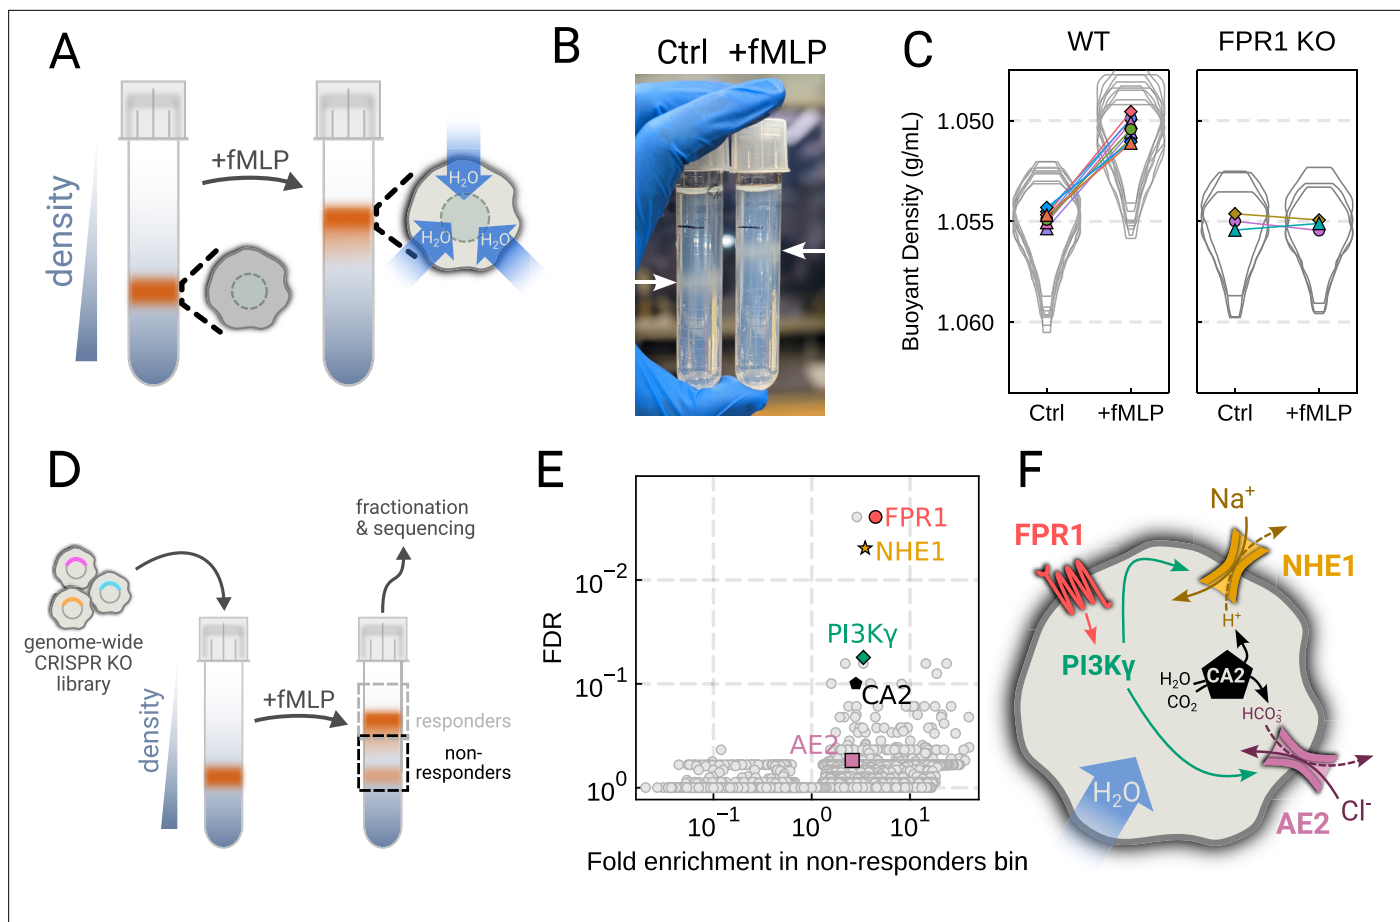 A
+fMLP
density
H₂O
H₂O
H₂O
B
Ctrl
+fMLP
C
WT
FPR1 KO
Buoyant Density (g/mL)
1.050
1.055
1.060
Ctrl
+fMLP
Ctrl
+fMLP
D
fractionation
& sequencing
genome-wide
CRISPR KO
library
density
+fMLP
responders
non-
responders
E
FDR
10⁻²
10⁻¹
10⁰
FPR1
NHE1
PI3Kγ
CA2
AE2
10⁻¹
10⁰
10¹
Fold enrichment in non-responders bin
F
Na⁺
FPR1
NHE1
H⁺
PI3Kγ
CA2
H₂O
CO₂
HCO₃⁻
H₂O
Cl⁻
AE2